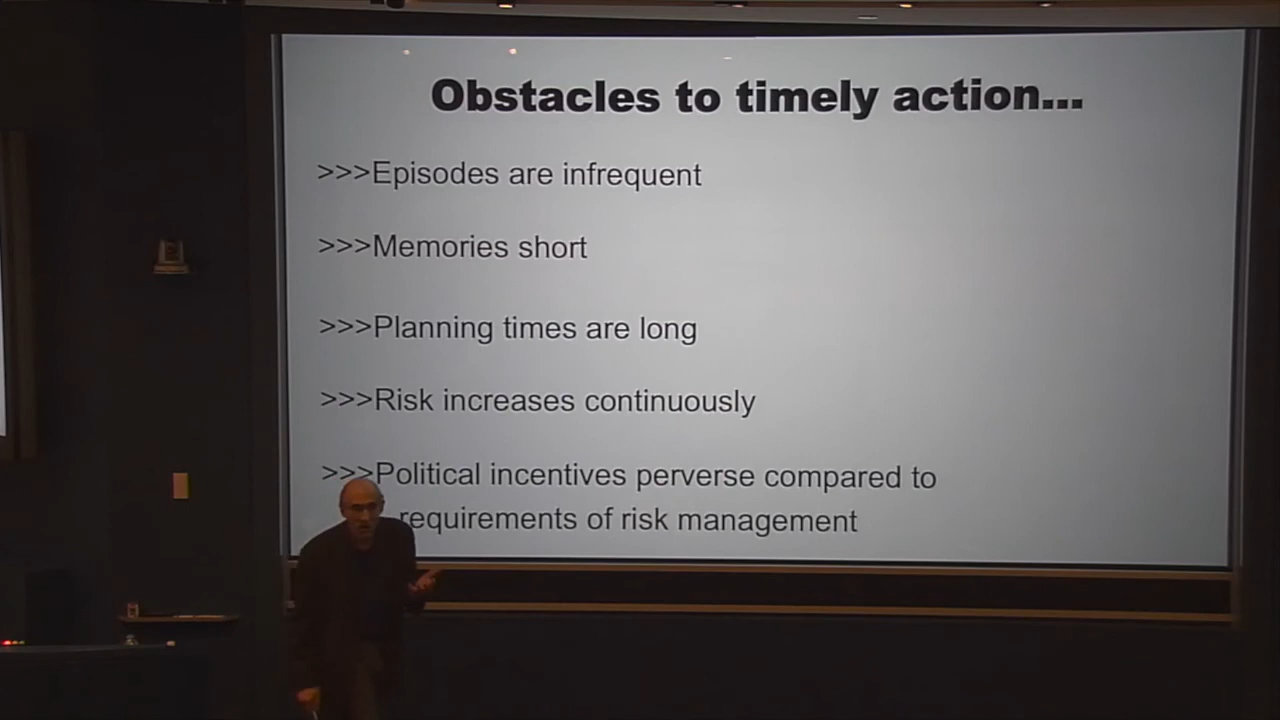 Obstacles to timely action...
>>>Episodes are infrequent
>>>Memories short
>>>Planning times are long
>>>Risk increases continuously
>>>Political incentives perverse compared to
requirements of risk management